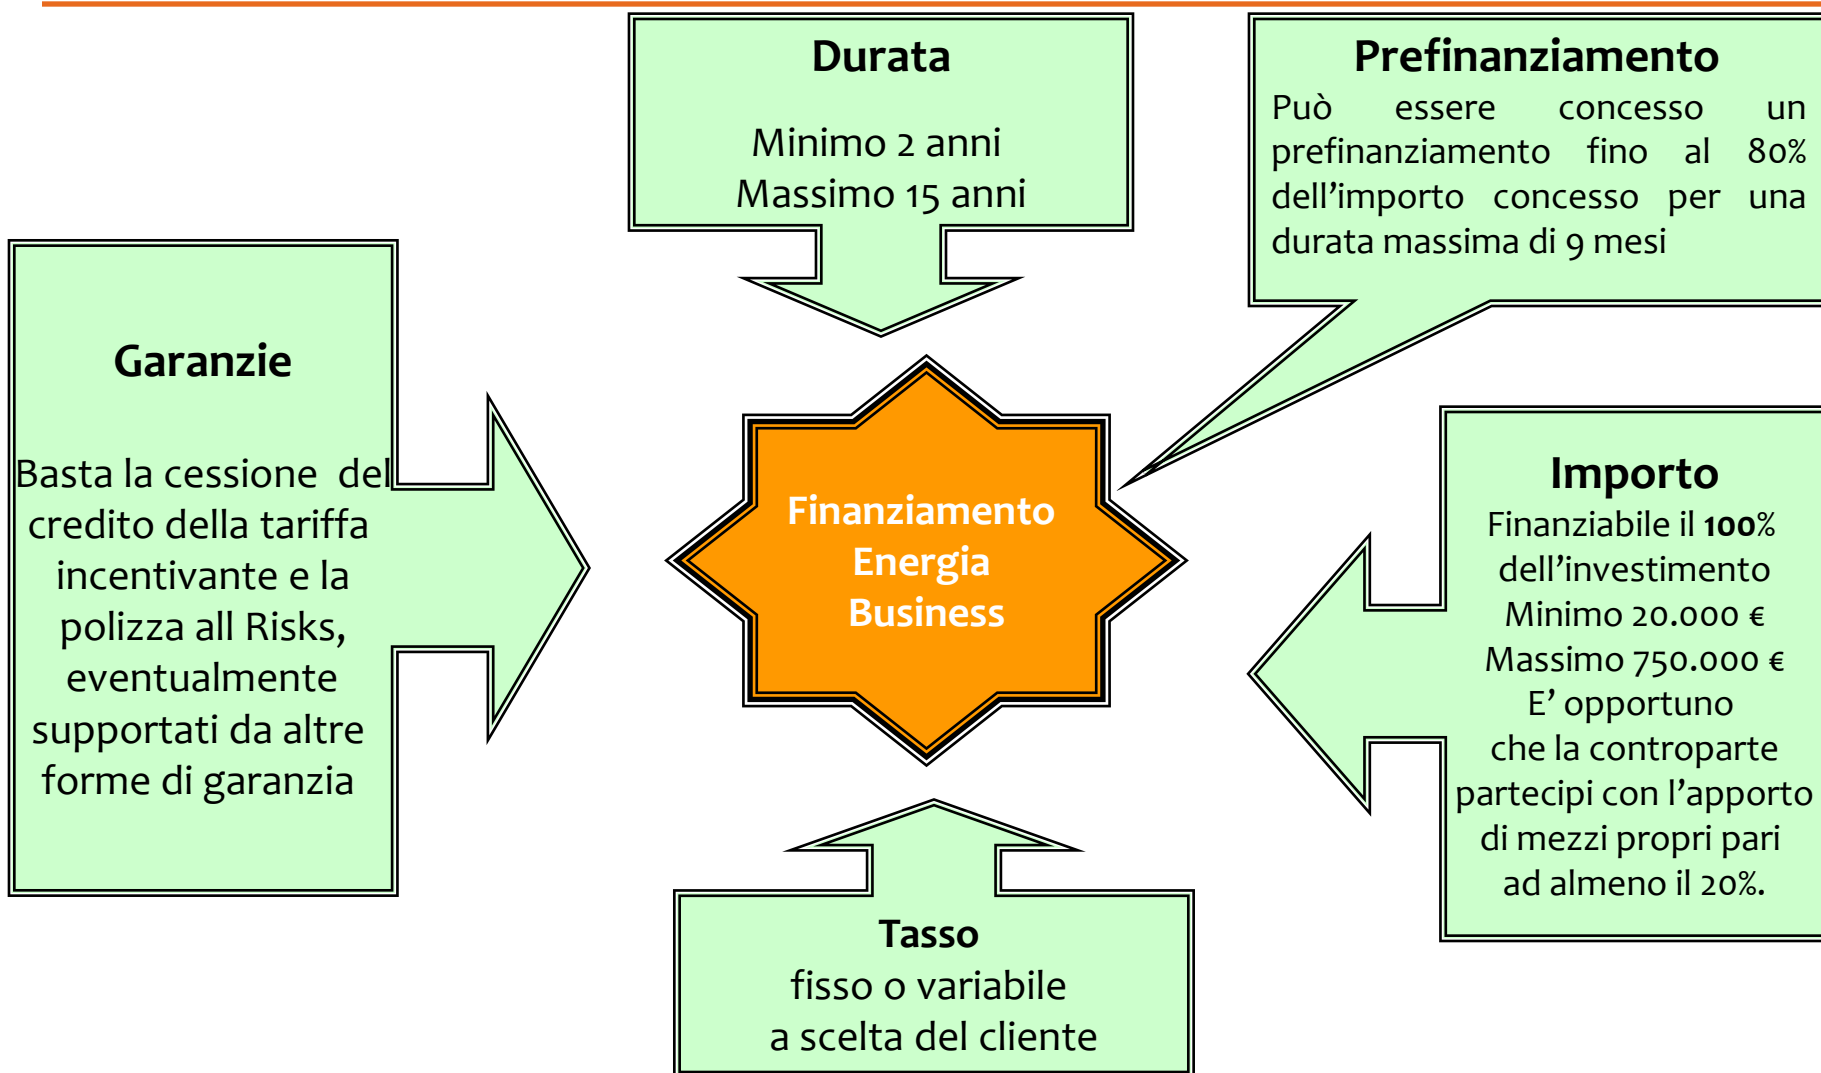 Durata
Minimo 2 anni
Massimo 15 anni
Prefinanziamento
Può essere concesso un
prefinanziamento fino al 80%
dell’importo concesso per una
durata massima di 9 mesi
Garanzie
Basta la cessione del
credito della tariffa
incentivante e la
polizza all Risks,
eventualmente
supportati da altre
forme di garanzia
Finanziamento
Energia
Business
Importo
Finanziabile il 100%
dell’investimento
Minimo 20.000 €
Massimo 750.000 €
E’ opportuno
che la controparte
partecipi con l’apporto
di mezzi propri pari
ad almeno il 20%.
Tasso
fisso o variabile
a scelta del cliente